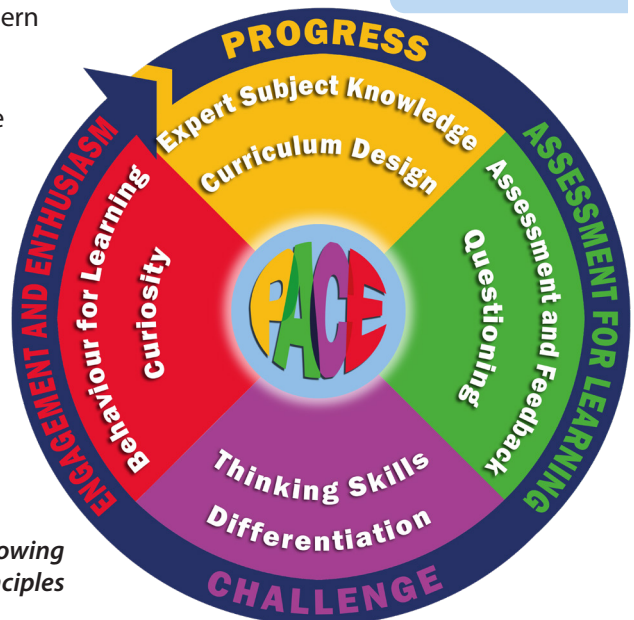 ern
e
PROGRESS
Expert Subject Knowledge
Curriculum Design
ASSESSMENT FOR LEARNING
Assessment and Feedback
Questioning
CHALLENGE
Thinking Skills
Differentiation
ENGAGEMENT AND ENTHUSIASM
Behaviour for Learning
Curiosity
PACE
owing
nciples